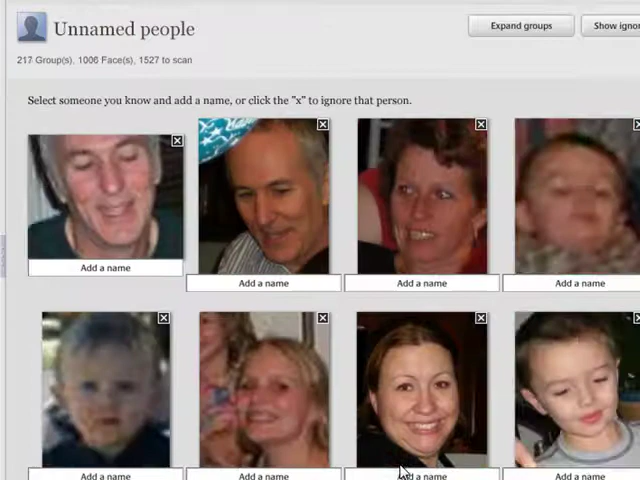 Unnamed people
Expand groups
217 Group(s), 1006 Face(s), 1527 to scan
Select someone you know and add a name, or click the "x" to ignore that person.
Add a name
Add a name
Add a name
Add a name
Add a name
Add a name
Add a name
Add a name